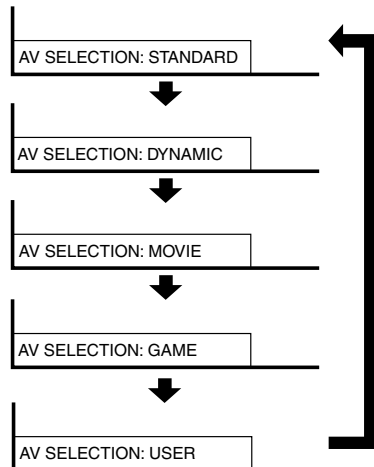 AV SELECTION: STANDARD
AV SELECTION: DYNAMIC
AV SELECTION: MOVIE
AV SELECTION: GAME
AV SELECTION: USER